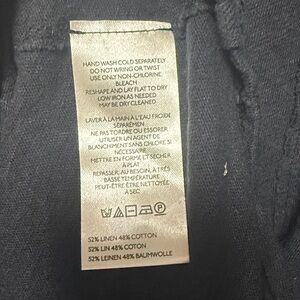 HAND WASH COLD SEPARATELY
DO NOT WRING OR TWIST
USE ONLY NON-CHLORINE
BLEACH
RESHAPE AND LAY FLAT TO DRY
LOW IRON AS NEEDED
MAY BE DRY CLEANED
LAVER À LA MAIN À L'EAU FROIDE
SÉPARÉMEN
NE PAS TORDRE OU ESSORER
UTILISER UN AGENT DE
BLANCHIMENT SANS CHLORE SI
NÉCESSAIRE
METTRE EN FORME ET SÉCHER
À PLAT
REPASSER, AU BESOIN, À TRÈS
BASSE TEMPÉRATURE
PEUT-ÊTRE ÊTRE NETTOYÉE
À SEC
52% LINEN 48% COTTON
52% LIN 48% COTON
52% LEINEN 48% BAUMWOLLE